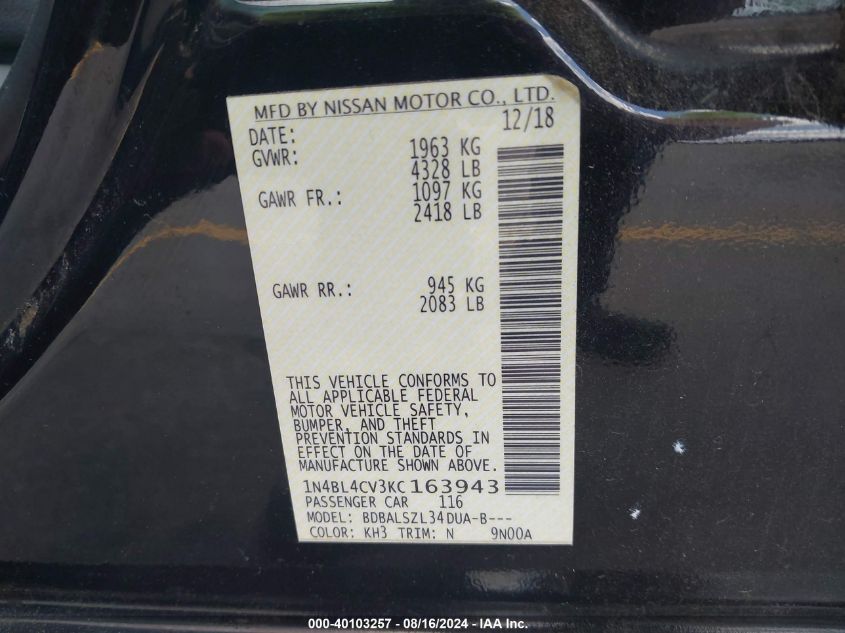 MFD BY NISSAN MOTOR CO., LTD.
DATE: 12/18
GVWR: 1963 KG
4328 LB
GAWR FR.: 1097 KG
2418 LB
GAWR RR.: 945 KG
2083 LB
THIS VEHICLE CONFORMS TO
ALL APPLICABLE FEDERAL
MOTOR VEHICLE SAFETY,
BUMPER, AND THEFT
PREVENTION STANDARDS IN
EFFECT ON THE DATE OF
MANUFACTURE SHOWN ABOVE.
1N4BL4CV3KC163943
PASSENGER CAR 116
MODEL: BDBALSZL34DUA-B---
COLOR: KH3 TRIM: N 9N00A
000-40103257 - 08/16/2024 - IAA Inc.